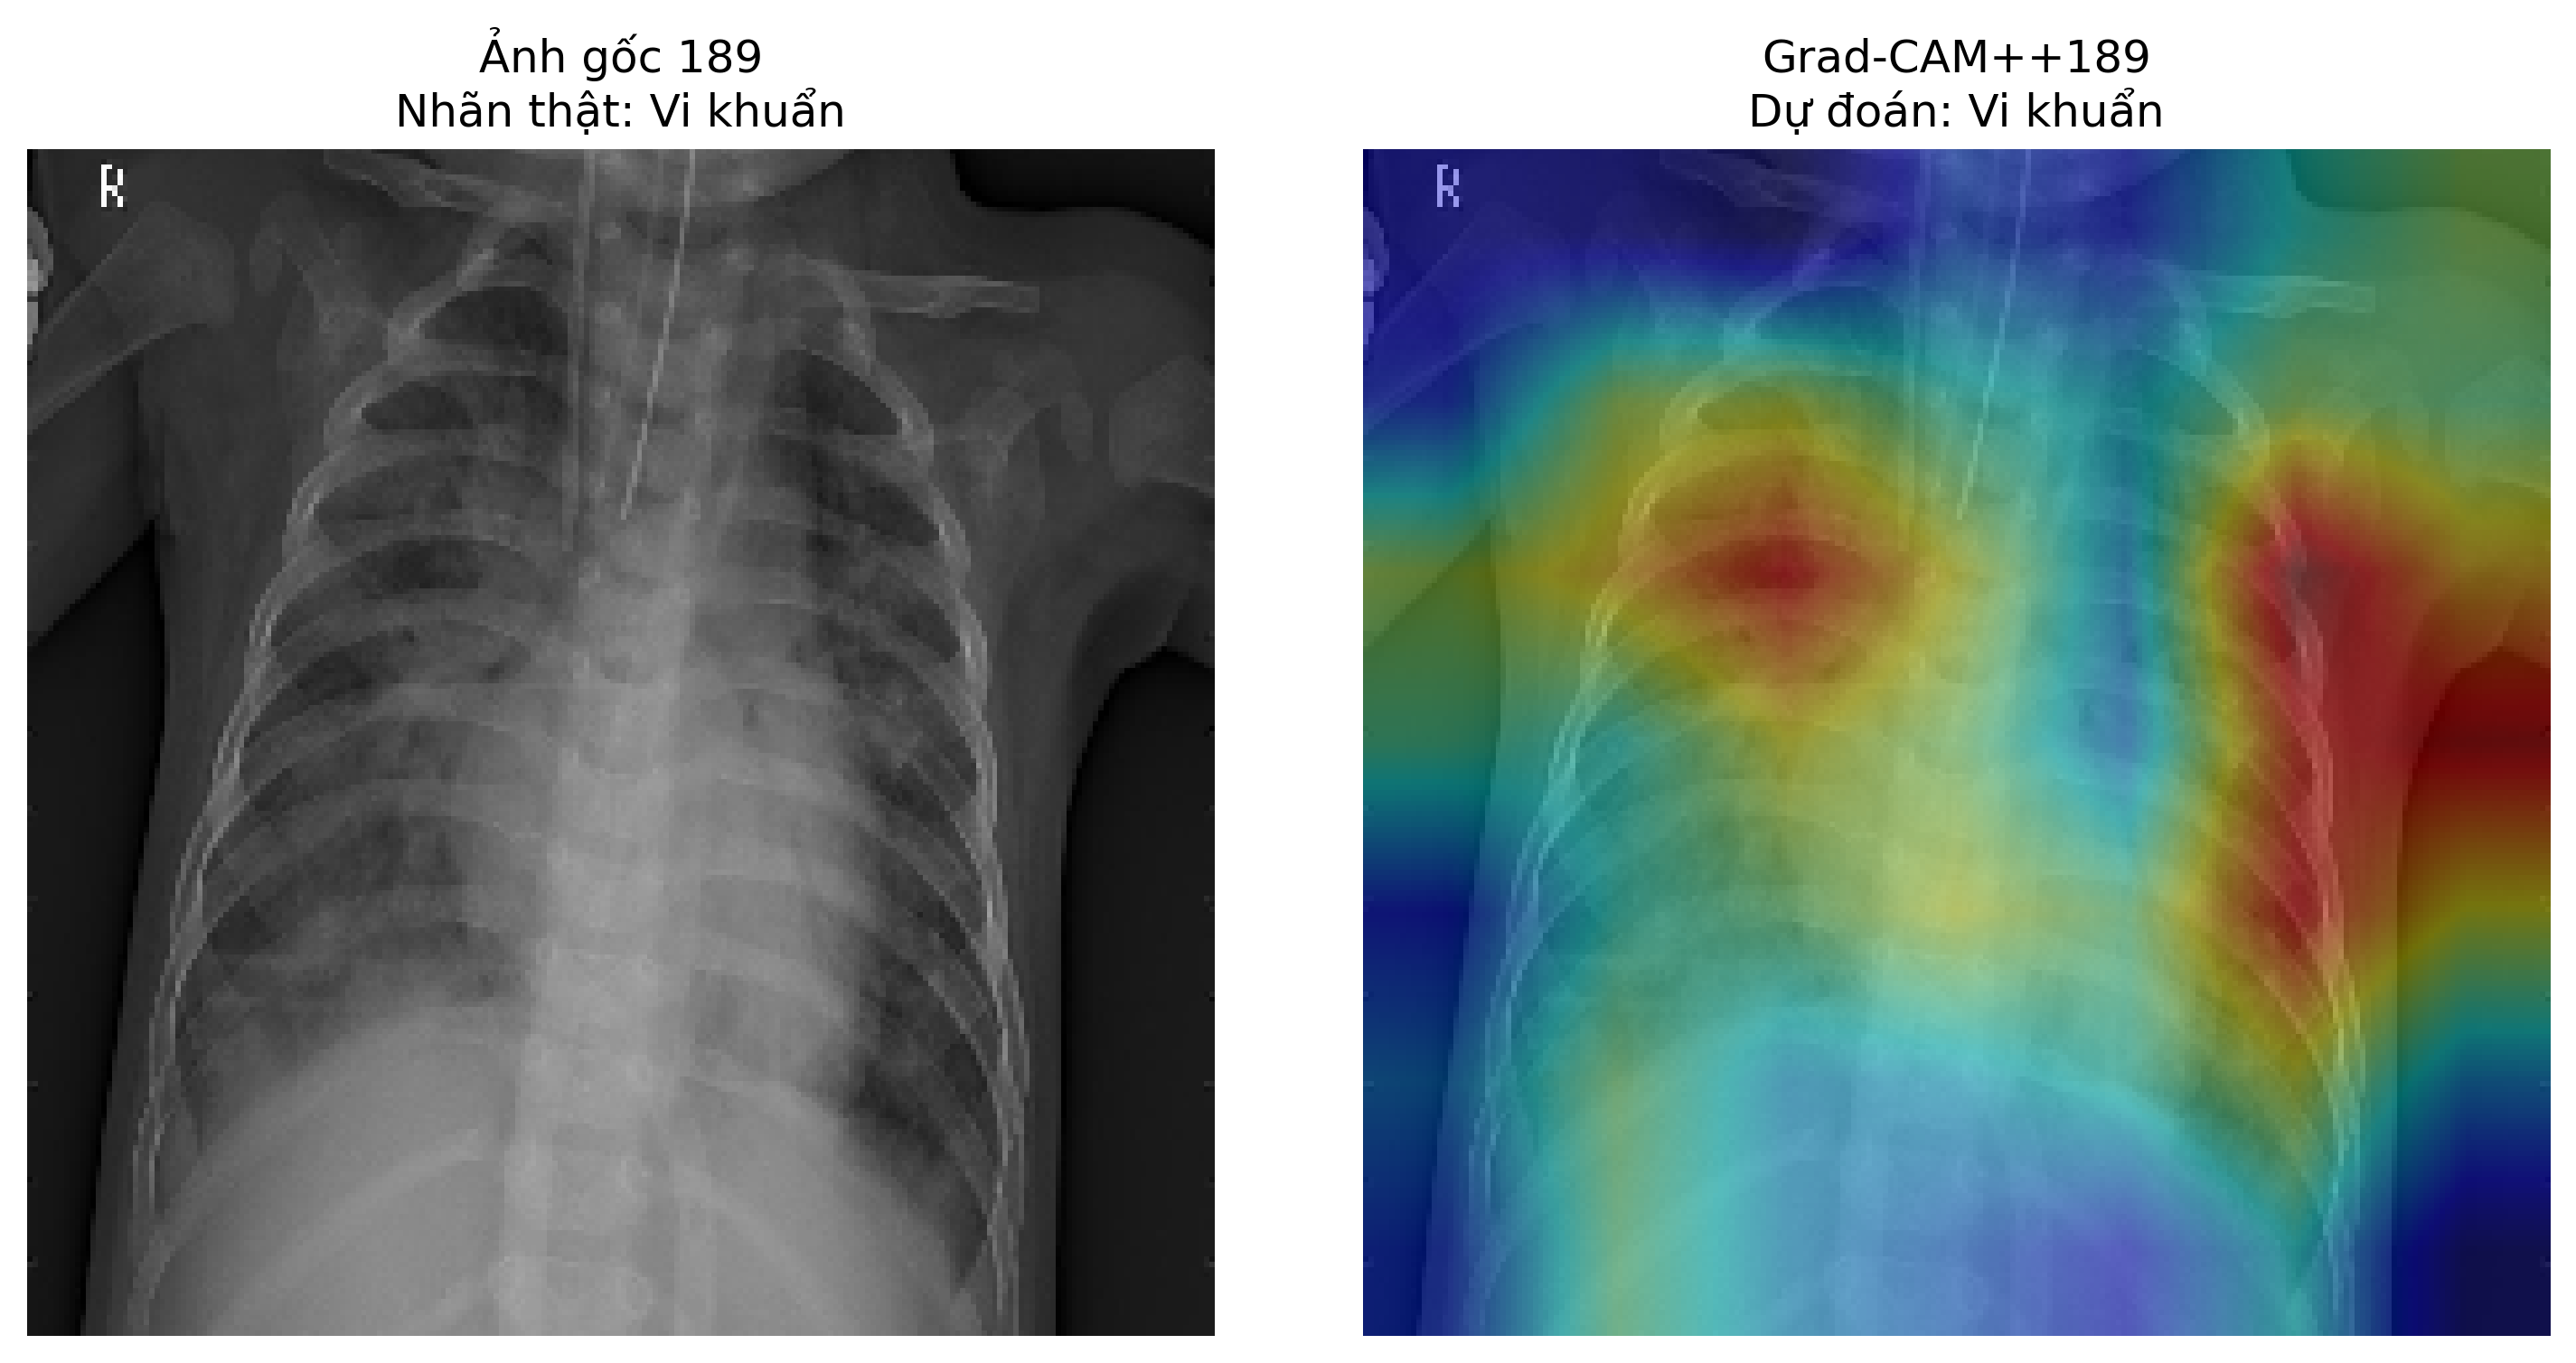 Ảnh gốc 189
Nhãn thật: Vi khuẩn
R
Grad-CAM++189
Dự đoán: Vi khuẩn
R